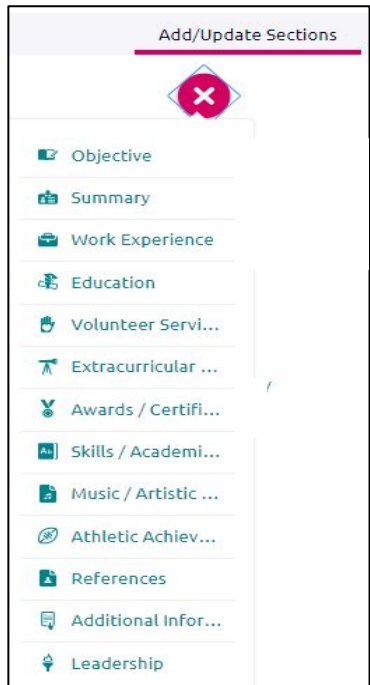 Add/Update Sections
Objective
Summary
Work Experience
Education
Volunteer Servi...
Extracurricular ...
Awards / Certifi...
Skills / Academi...
Music / Artistic ...
Athletic Achiev...
References
Additional Infor...
Leadership